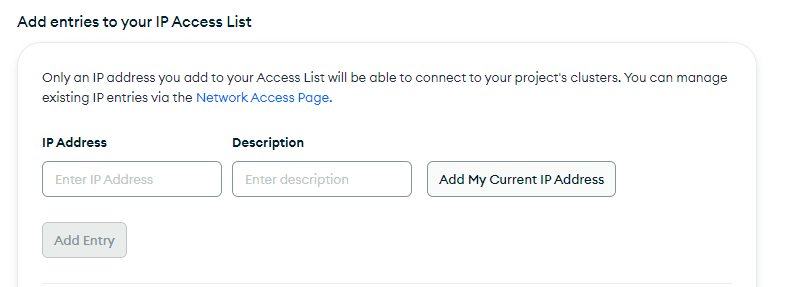 Add entries to your IP Access List
Only an IP address you add to your Access List will be able to connect to your project's clusters. You can manage
existing IP entries via the Network Access Page.
IP Address
Description
Enter IP Address
Enter description
Add My Current IP Address
Add Entry